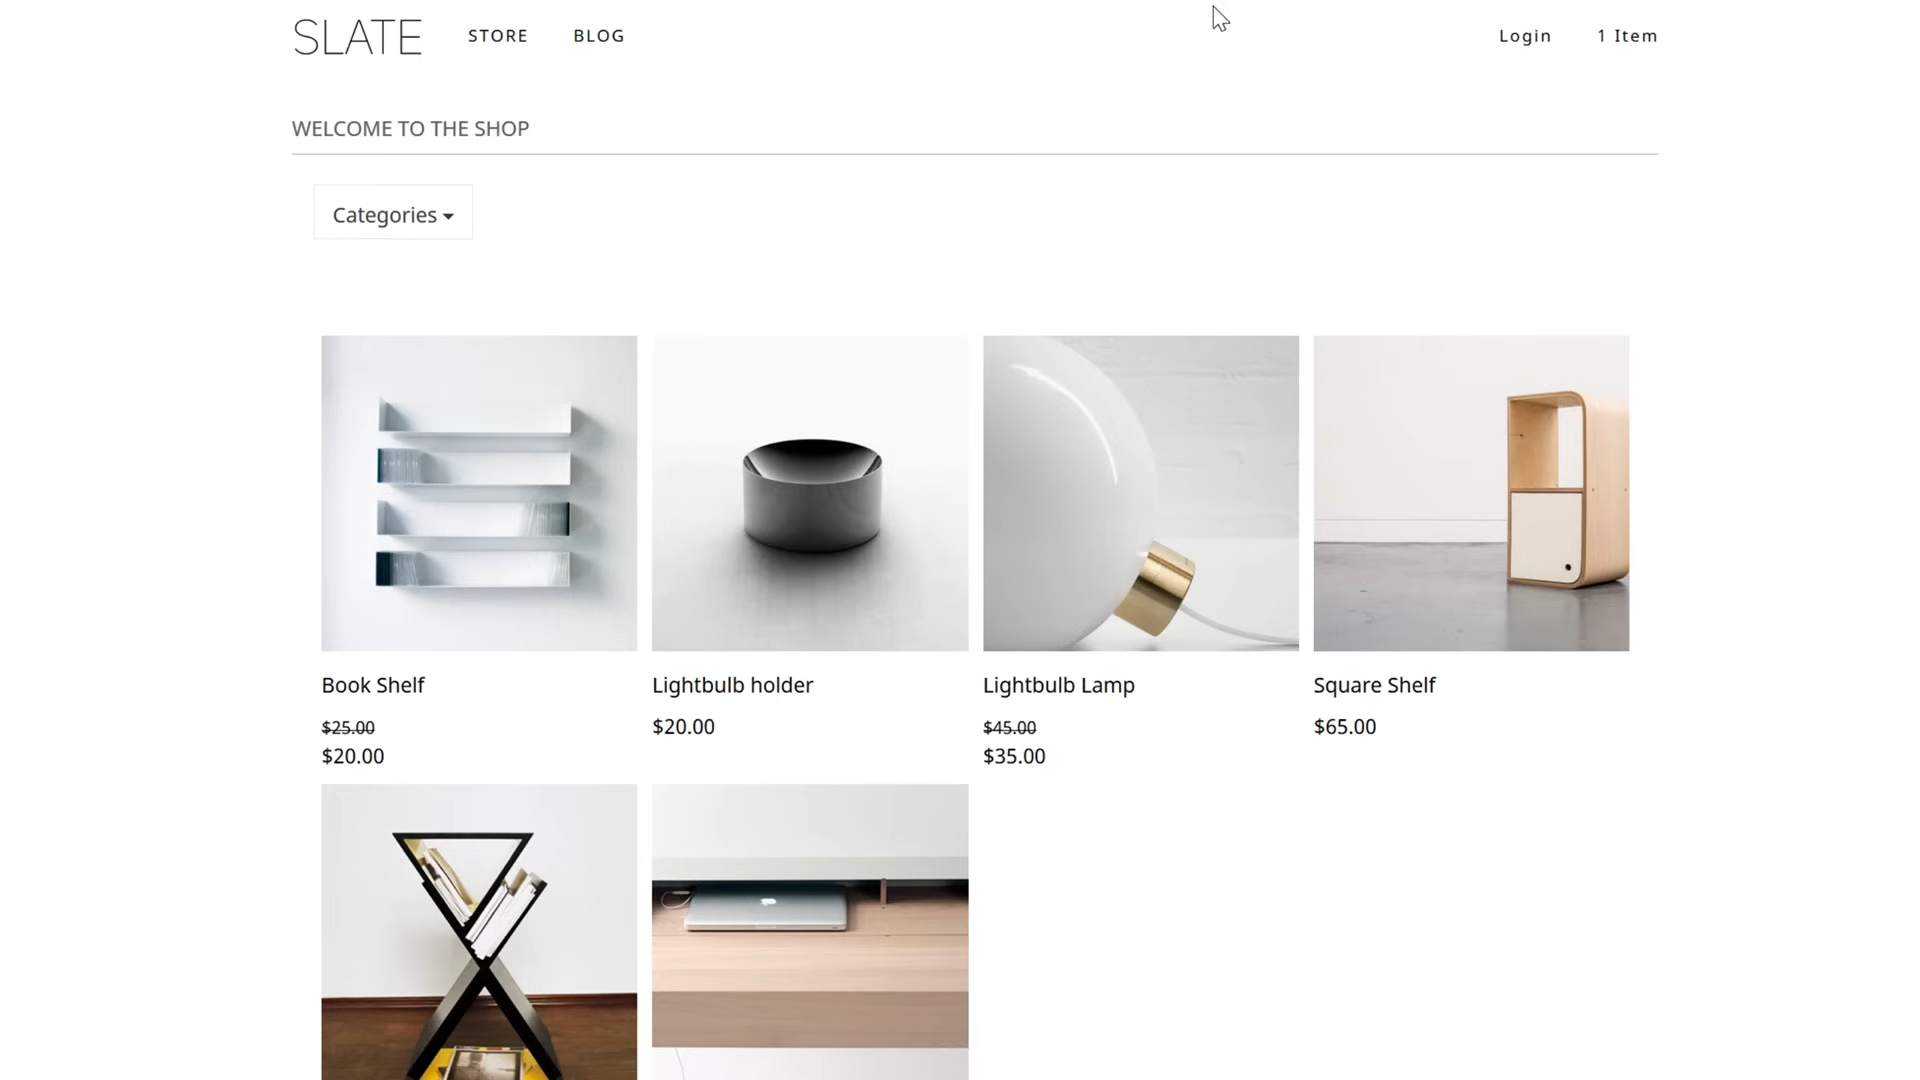 SLATE STORE BLOG Login 1 Item
WELCOME TO THE SHOP
Categories
Book Shelf Lightbulb holder Lightbulb Lamp Square Shelf
$25.00 $20.00 $45.00 $65.00
$20.00 $35.00